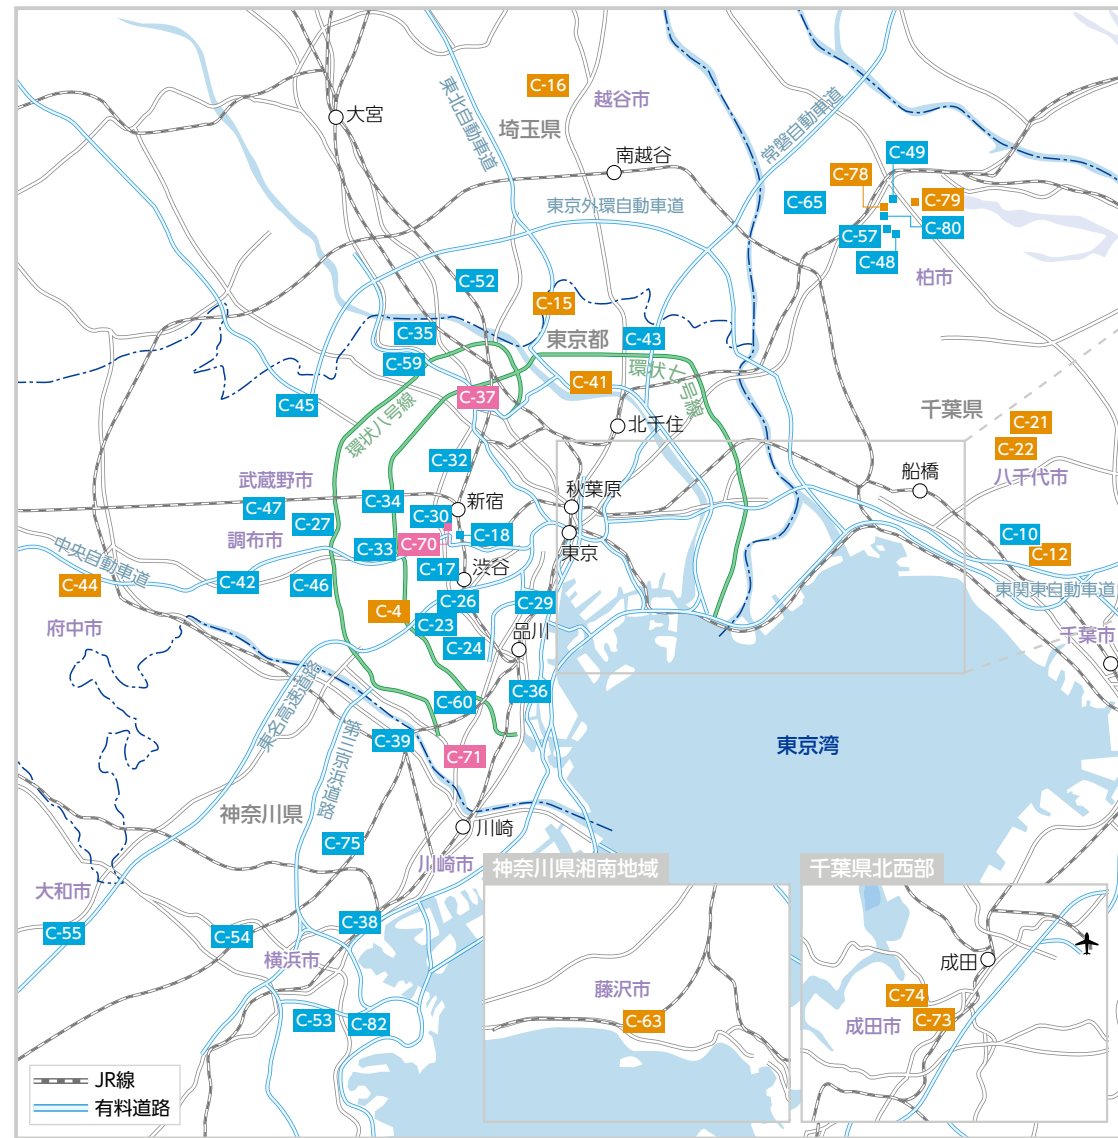 C-16
越谷市
大宮
東北自動車道
埼玉県
常磐自動車道
南越谷
C-49
C-78
C-65
C-79
東京外環自動車道
C-57
C-80
C-48
柏市
C-52
C-15
C-35
東京都
C-43
C-59
環状七号線
C-41
C-37
C-45
環状八号線
千葉県
C-21
北千住
C-22
C-32
船橋
八千代市
武蔵野市
C-34
新宿
秋葉原
C-47
C-27
C-30
C-18
C-10
調布市
C-33
C-70
東京
C-12
中央自動車道
C-44
C-42
C-46
C-17
渋谷
東関東自動車道
C-4
C-26
C-29
府中市
C-23
品川
千葉市
C-24
C-36
東名高速道路
C-60
第三京浜道路
C-39
C-71
東京湾
神奈川県
川崎
C-75
川崎市
神奈川県湘南地域
千葉県北西部
大和市
C-55
C-54
C-38
横浜市
成田
藤沢市
C-74
C-53
C-82
C-63
成田市
C-73
JR線
有料道路